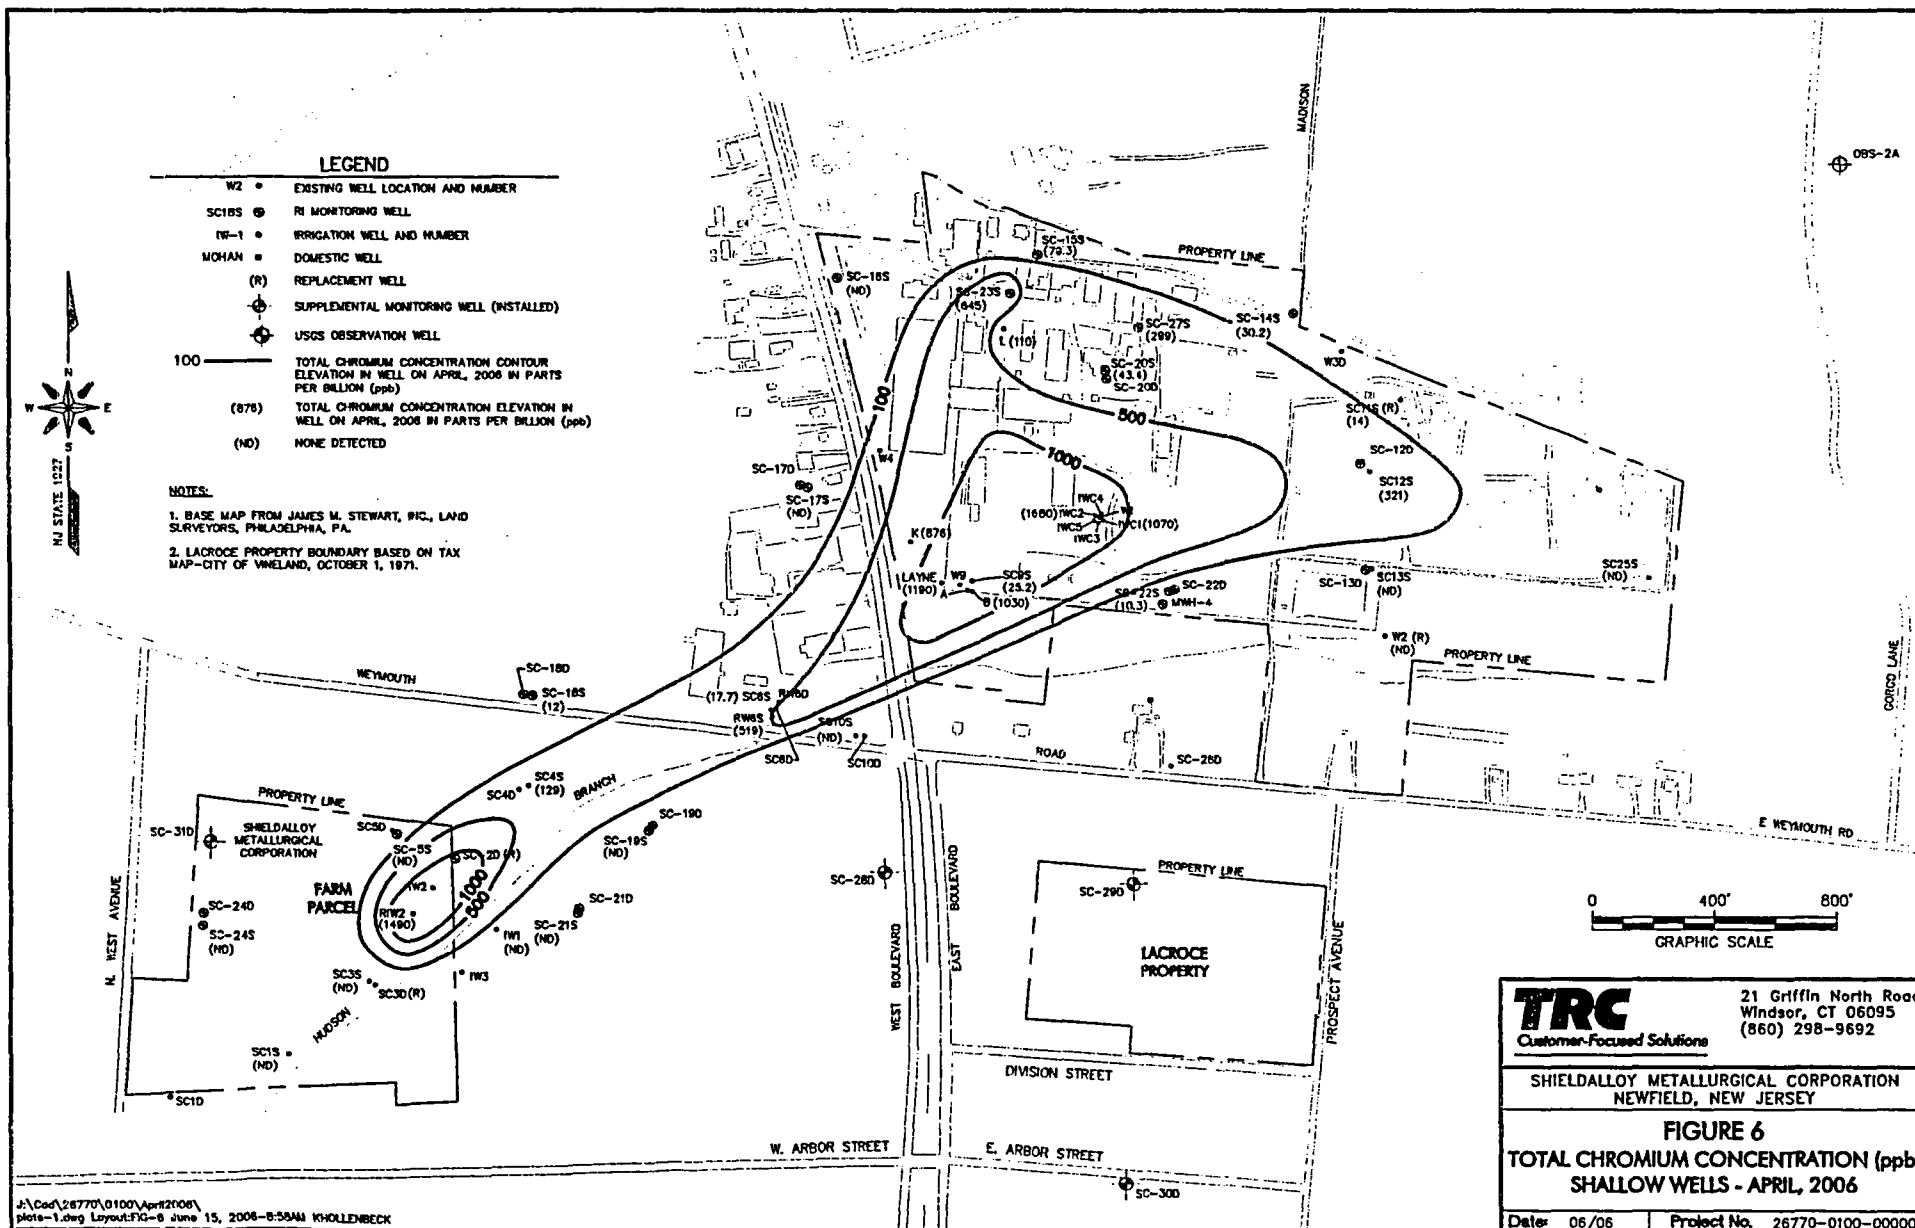 LEGEND
W2 EXISTING WELL LOCATION AND NUMBER
SC18S RI MONITORING WELL
IW-1 IRRIGATION WELL AND NUMBER
MOHAN DOMESTIC WELL
(R) REPLACEMENT WELL
SUPPLEMENTAL MONITORING WELL (INSTALLED)
USGS OBSERVATION WELL
100 TOTAL CHROMIUM CONCENTRATION CONTOUR
ELEVATION IN WELL ON APRIL, 2006 IN PARTS
PER BILLION (ppb)
(876) TOTAL CHROMIUM CONCENTRATION ELEVATION IN
WELL ON APRIL, 2006 IN PARTS PER BILLION (ppb)
(ND) NONE DETECTED
NOTES:
1. BASE MAP FROM JAMES M. STEWART, INC., LAND
SURVEYORS, PHILADELPHIA, PA.
2. LACROCE PROPERTY BOUNDARY BASED ON TAX
MAP-CITY OF VINELAND, OCTOBER 1, 1971.
N
W E
S
NJ STATE 1927
MADISON
OBS-2A
PROPERTY LINE
SC-15S
(79.3)
SC-16S
(ND)
SC-23S
(645)
L (110)
SC-27S
(299)
SC-14S
(30.2)
W3D
SC-20S
(43.4)
SC-20D
SC11S (R)
(14)
100
500
1000
W4
SC-17D
SC-17S
(ND)
SC-12D
SC12S
(321)
IWC4
(1680) IWC2
IWC5
IWC1(1070)
IWC3
K(876)
LAYNE
(1190)
W9
A
SC9S
(25.2)
B (1030)
SC-22D
SC-22S
(10.3)
MWH-4
SC-13D
SC13S
(ND)
SC25S
(ND)
W2 (R)
(ND)
PROPERTY LINE
GORGO LANE
WEYMOUTH
SC-18D
SC-18S
(12)
(17.7) SC6S
RW6D
RW6S
(519)
SC10S
(ND)
SC6D
SC10D
ROAD
SC-26D
E WEYMOUTH RD
SC4S
(129)
SC4D
BRANCH
PROPERTY LINE
SC-31D
SHIELDALLOY
METALLURGICAL
CORPORATION
SC5D
SC-5S
(ND)
SC-2D (R)
IW2
1000
500
FARM
PARCEL
RIW2
(1490)
SC-19D
SC-19S
(ND)
SC-24D
SC-24S
(ND)
IW1
(ND)
SC-21D
SC-21S
(ND)
IW3
SC3S
(ND)
SC3D(R)
HUDSON
SC1S
(ND)
SC1D
N. WEST AVENUE
SC-28D
WEST BOULEVARD
EAST BOULEVARD
PROPERTY LINE
SC-29D
LACROCE
PROPERTY
PROSPECT AVENUE
DIVISION STREET
W. ARBOR STREET
E. ARBOR STREET
SC-30D
0 400' 800'
GRAPHIC SCALE
TRC
Customer-Focused Solutions
21 Griffin North Road
Windsor, CT 06095
(860) 298-9692
SHIELDALLOY METALLURGICAL CORPORATION
NEWFIELD, NEW JERSEY
FIGURE 6
TOTAL CHROMIUM CONCENTRATION (ppb
SHALLOW WELLS - APRIL, 2006
Date: 06/06 Project No. 26770-0100-00000
J:\Cad\26770\0100\April2006\
plate-1.dwg Layout:FIG-6 June 15, 2006-8:58AM KHOLLENBECK